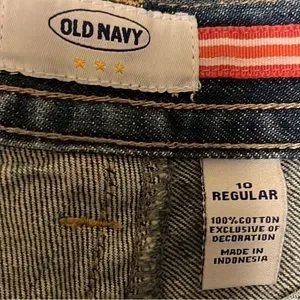 OLD NAVY
10
REGULAR
100% COTTON
EXCLUSIVE OF
DECORATION
MADE IN
INDONESIA